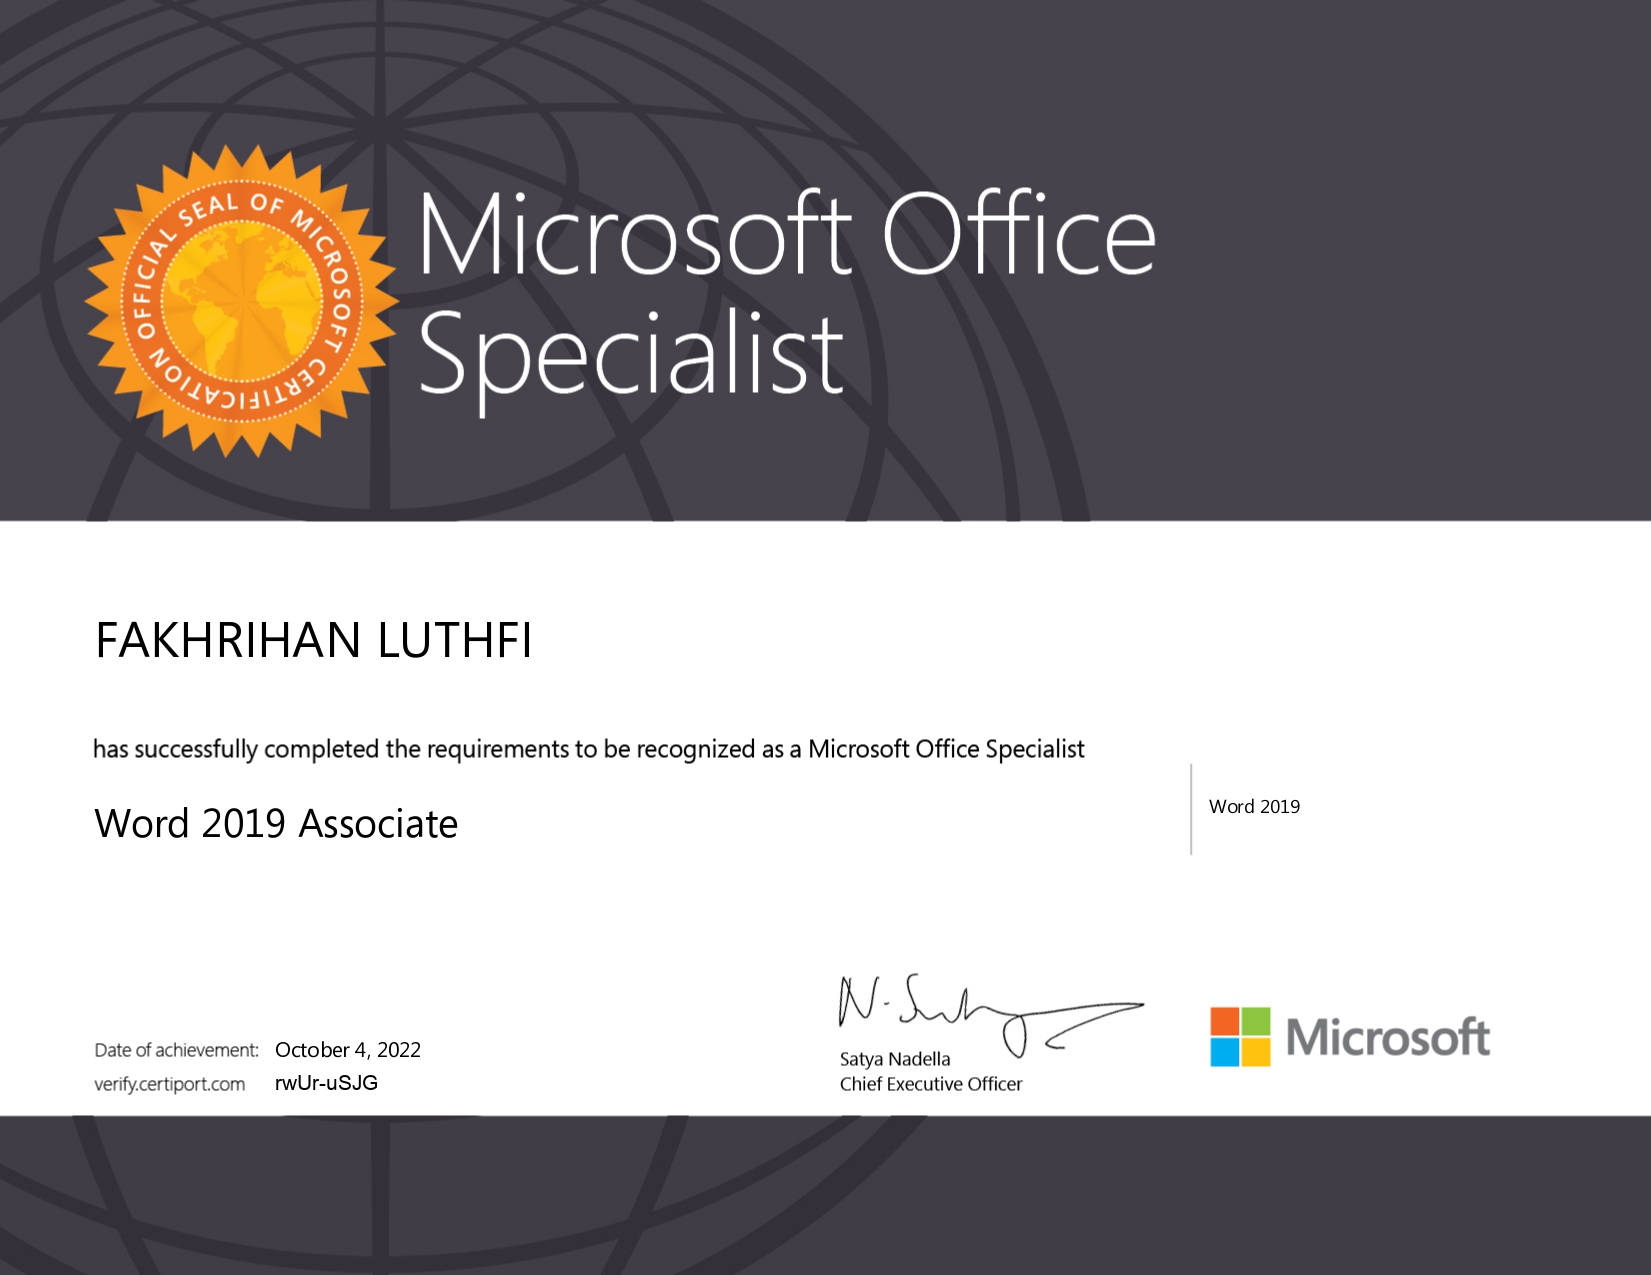 OFFICIAL SEAL OF MICROSOFT CERTIFICATION
Microsoft Office
Specialist
FAKHRIHAN LUTHFI
has successfully completed the requirements to be recognized as a Microsoft Office Specialist
Word 2019 Associate
Word 2019
Date of achievement: October 4, 2022
verify.certiport.com rwUr-uSJG
Satya Nadella
Chief Executive Officer
Microsoft